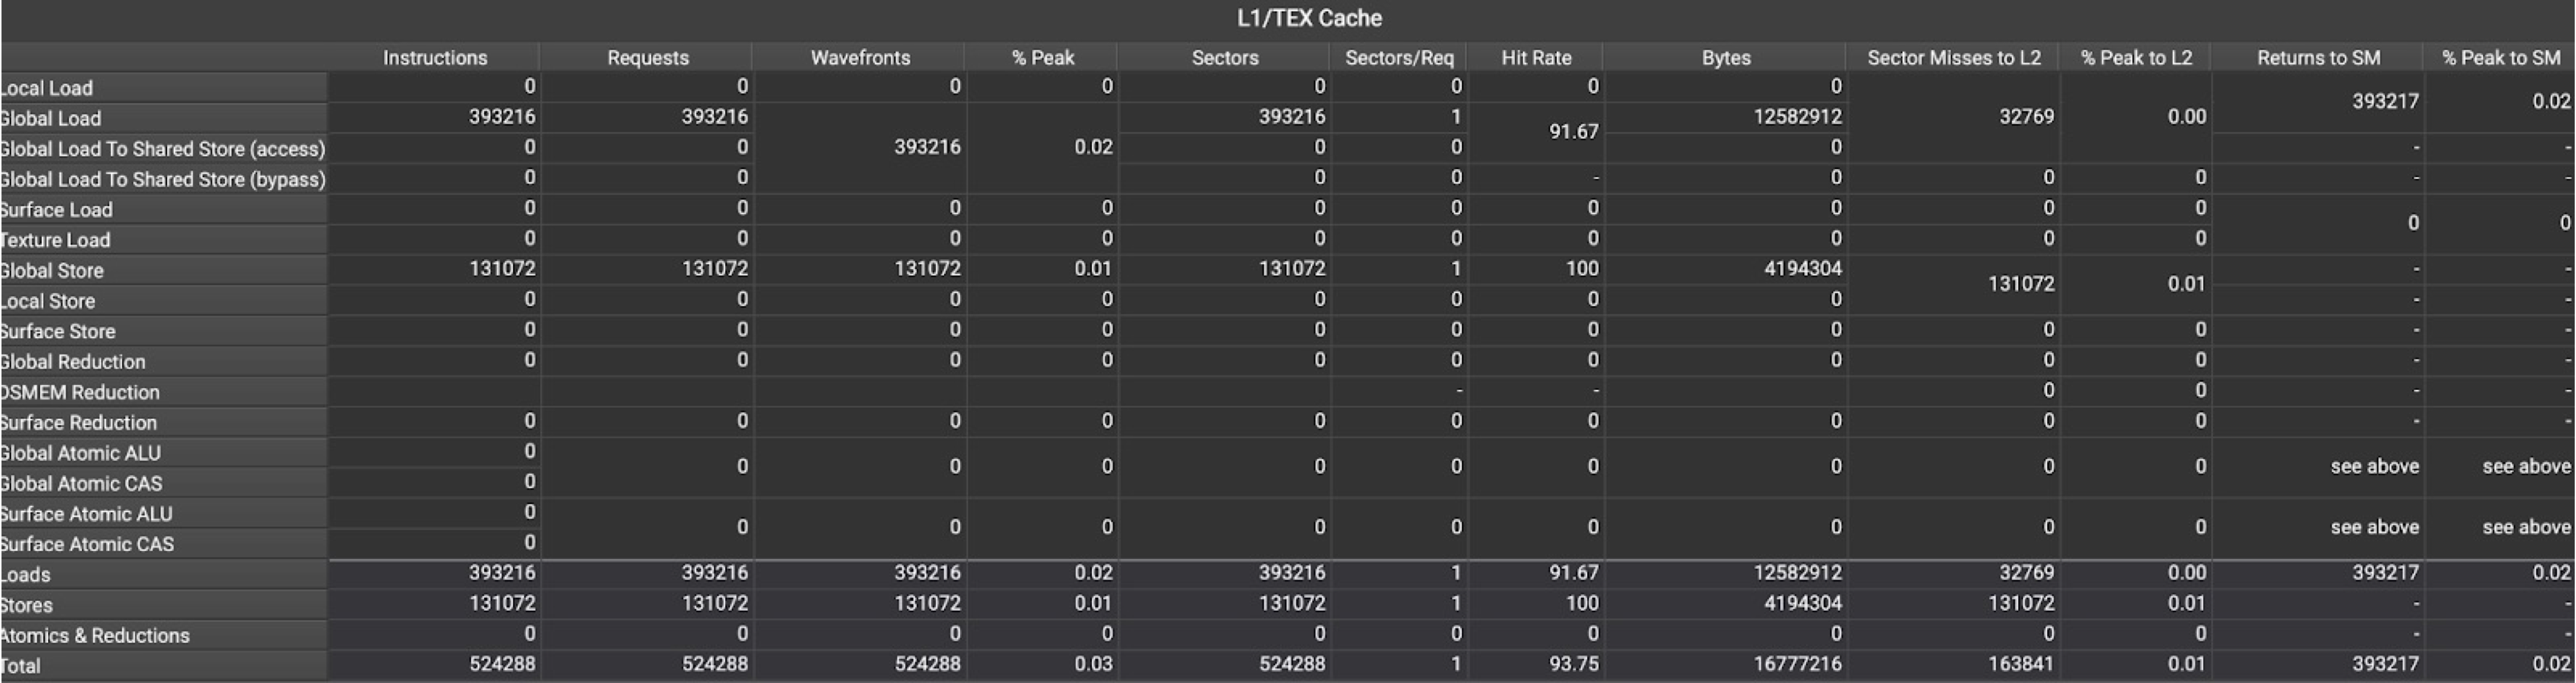 L1/TEX Cache
Instructions Requests Wavefronts % Peak Sectors Sectors/Req Hit Rate Bytes Sector Misses to L2 % Peak to L2 Returns to SM % Peak to SM
Local Load 0 0 0 0 0 0 0 0 393217 0.02
Global Load 393216 393216 393216 1 91.67 12582912 32769 0.00
Global Load To Shared Store (access) 0 0 393216 0.02 0 0 0 - -
Global Load To Shared Store (bypass) 0 0 0 0 - 0 0 0 - -
Surface Load 0 0 0 0 0 0 0 0 0 0 0 0
Texture Load 0 0 0 0 0 0 0 0 0 0
Global Store 131072 131072 131072 0.01 131072 1 100 4194304 131072 0.01 - -
Local Store 0 0 0 0 0 0 0 0 - -
Surface Store 0 0 0 0 0 0 0 0 0 0 - -
Global Reduction 0 0 0 0 0 0 0 0 0 0 - -
DSMEM Reduction - - 0 0 - -
Surface Reduction 0 0 0 0 0 0 0 0 0 0 - -
Global Atomic ALU 0 0 0 0 0 0 0 0 0 0 see above see above
Global Atomic CAS 0
Surface Atomic ALU 0 0 0 0 0 0 0 0 0 0 see above see above
Surface Atomic CAS 0
Loads 393216 393216 393216 0.02 393216 1 91.67 12582912 32769 0.00 393217 0.02
Stores 131072 131072 131072 0.01 131072 1 100 4194304 131072 0.01 - -
Atomics & Reductions 0 0 0 0 0 0 0 0 0 0 - -
Total 524288 524288 524288 0.03 524288 1 93.75 16777216 163841 0.01 393217 0.02